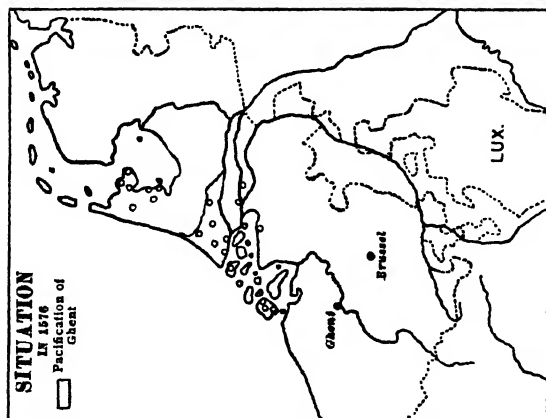 SITUATION
IN 1576
Pacification of
Ghent
Ghent
Brussel
LUX.